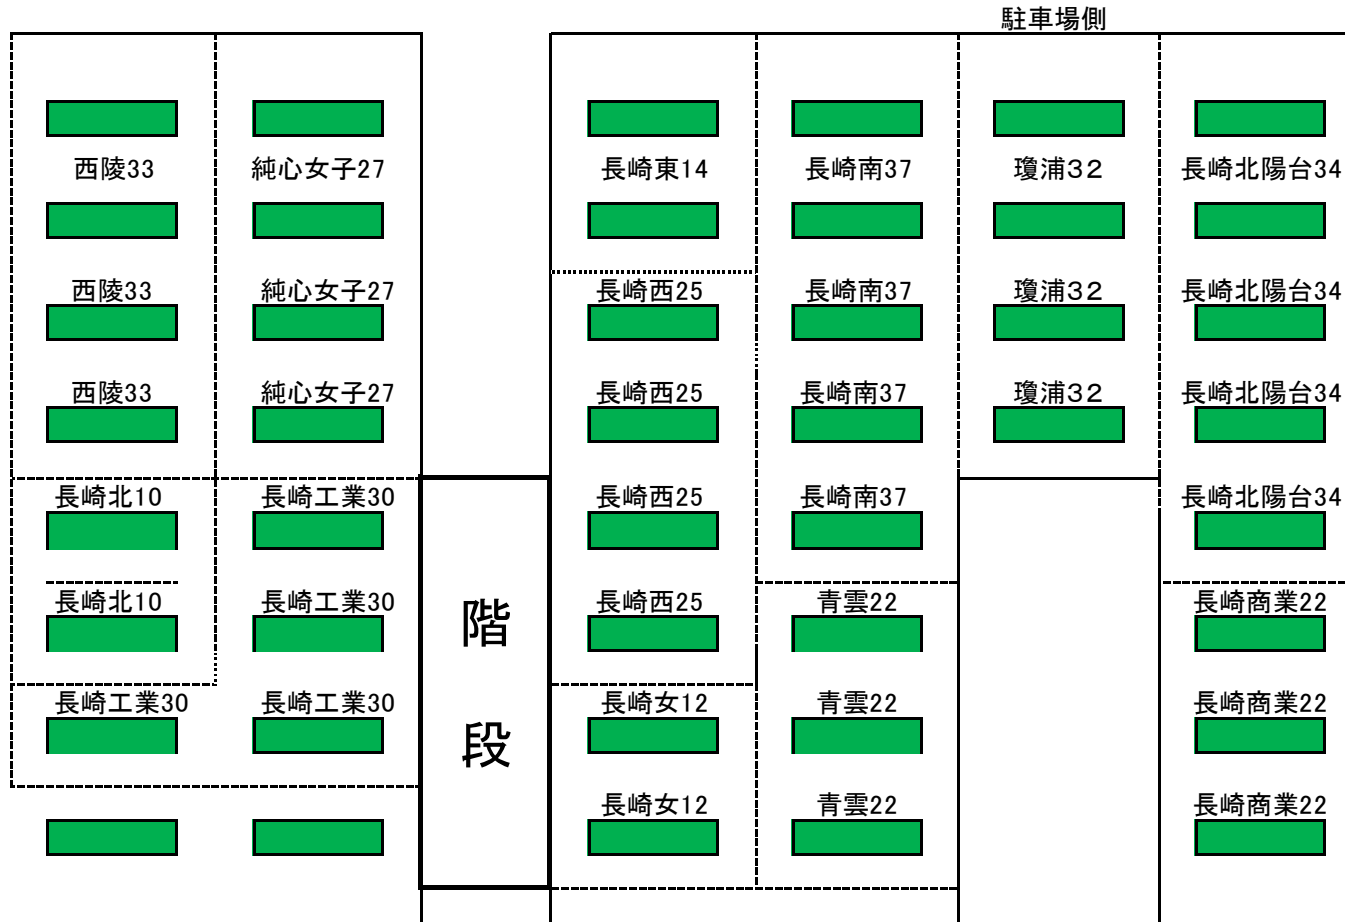 駐車場側
西陵33 純心女子27 長崎東14 長崎南37 瓊浦32 長崎北陽台34
西陵33 純心女子27 長崎西25 長崎南37 瓊浦32 長崎北陽台34
西陵33 純心女子27 長崎西25 長崎南37 瓊浦32 長崎北陽台34
長崎北10 長崎工業30 長崎西25 長崎南37 長崎北陽台34
長崎北10 長崎工業30 長崎西25 青雲22 長崎商業22
長崎工業30 長崎工業30 長崎女12 青雲22 長崎商業22
長崎女12 青雲22 長崎商業22
階
段